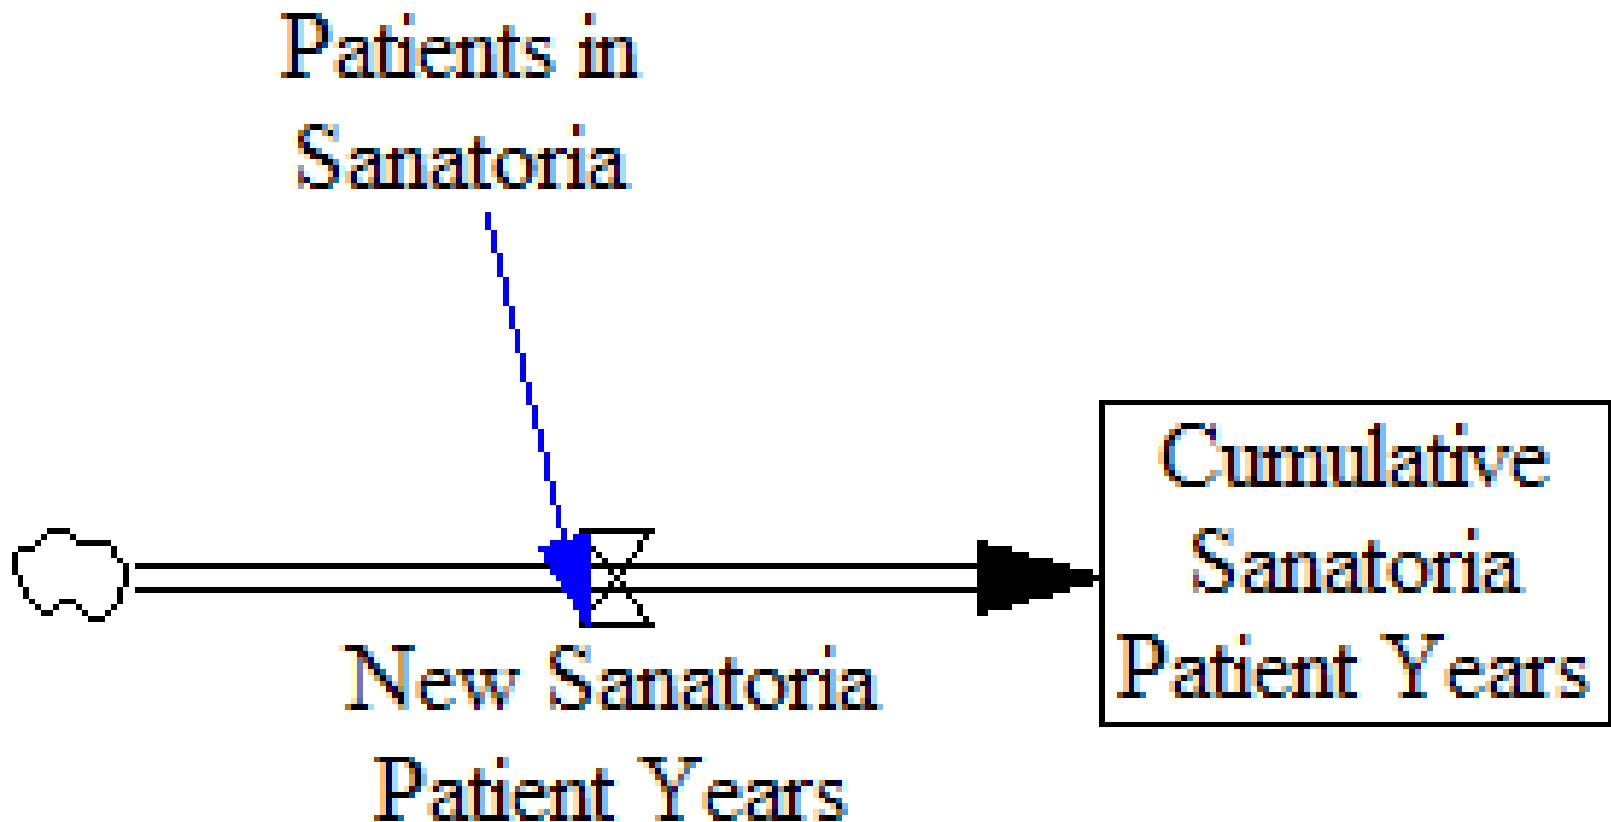 Patients in
Sanatoria
Cumulative
Sanatoria
Patient Years
New Sanatoria
Patient Years